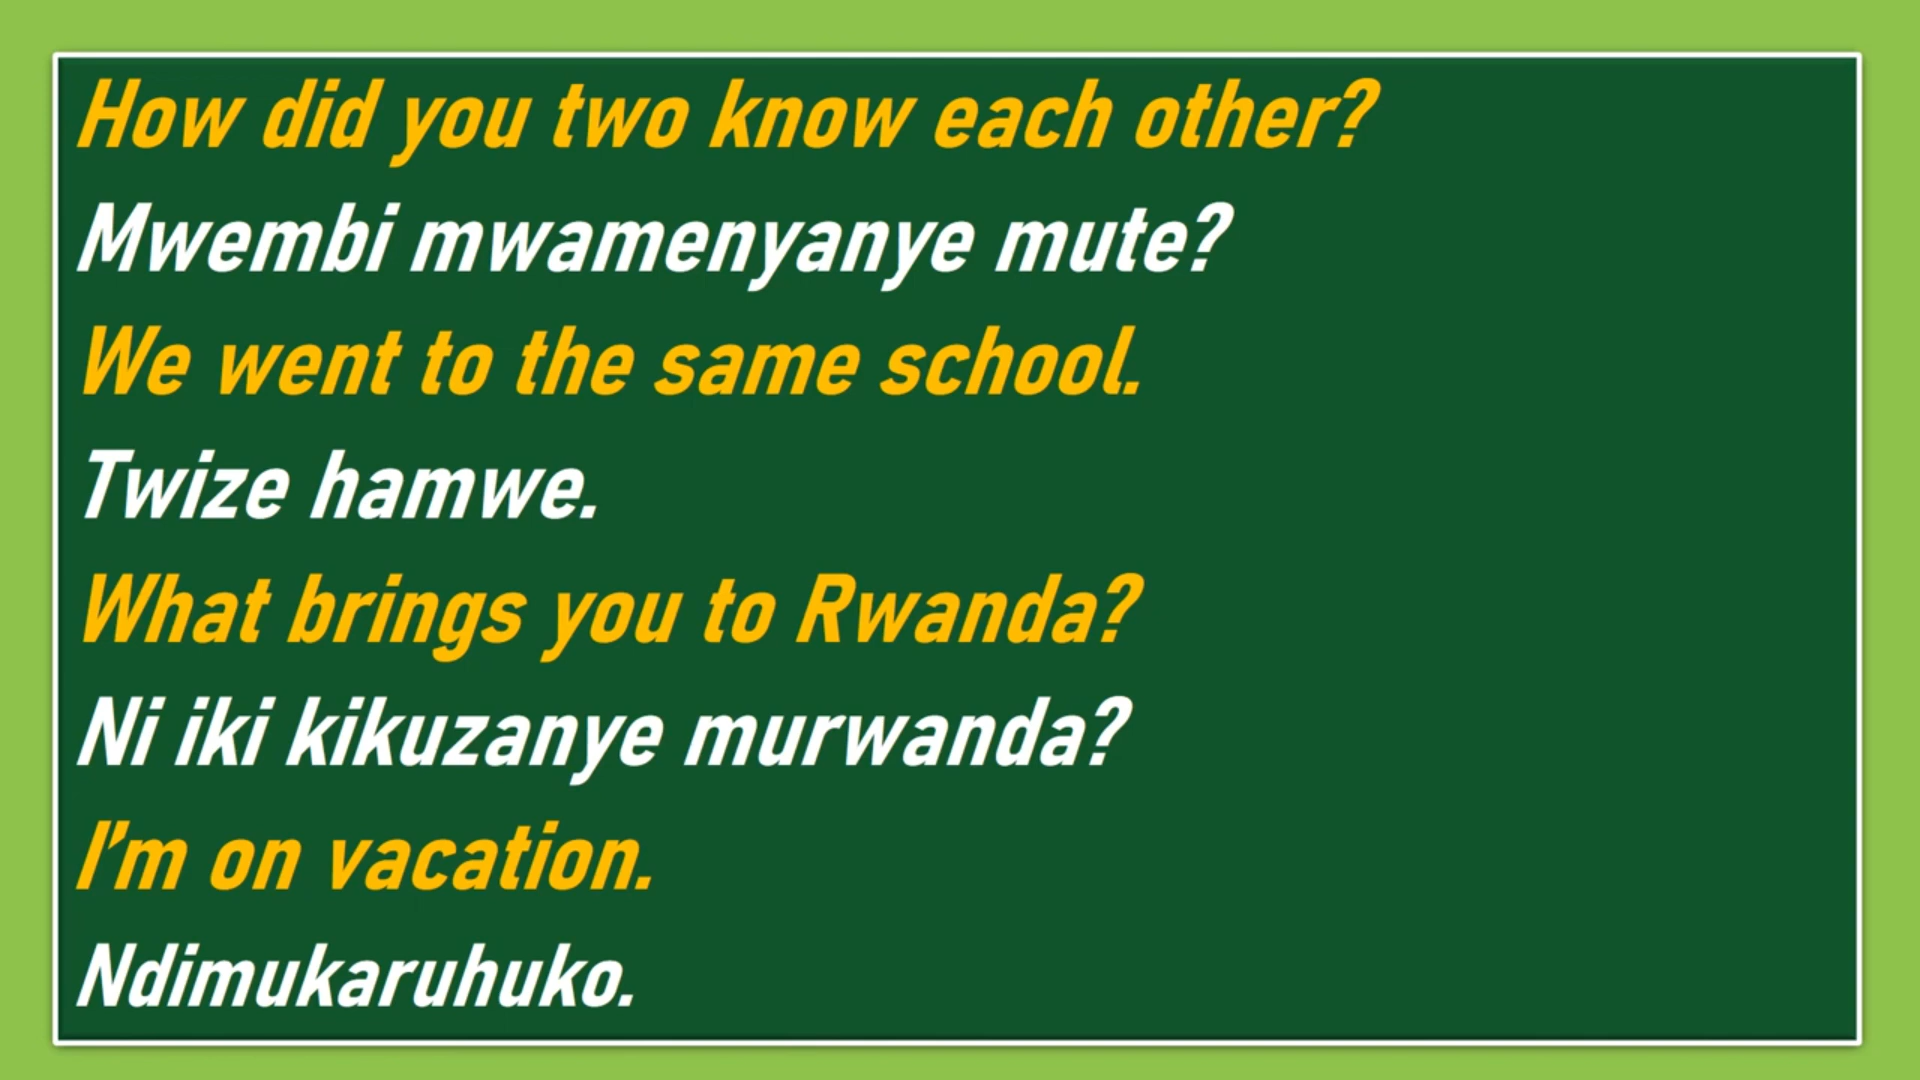 How did you two know each other?
Mwembi mwamenyanye mute?
We went to the same school.
Twize hamwe.
What brings you to Rwanda?
Ni iki kikuzanye murwanda?
I'm on vacation.
Ndimukaruhuko.